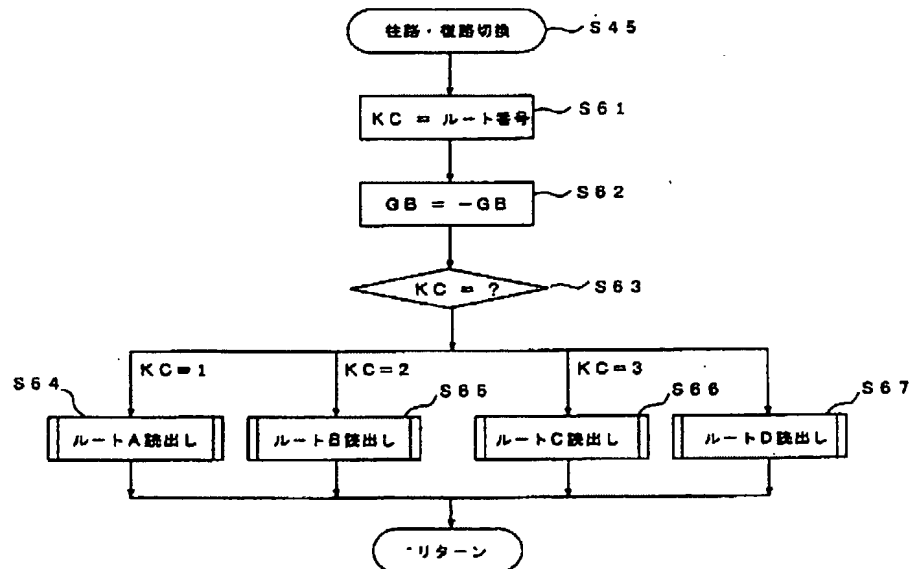 往路・復路切換
S45
KC = ルート番号
S61
GB = -GB
S62
KC = ?
S63
KC=1
KC=2
KC=3
S64
S65
S66
S67
ルートA読出し
ルートB読出し
ルートC読出し
ルートD読出し
リターン